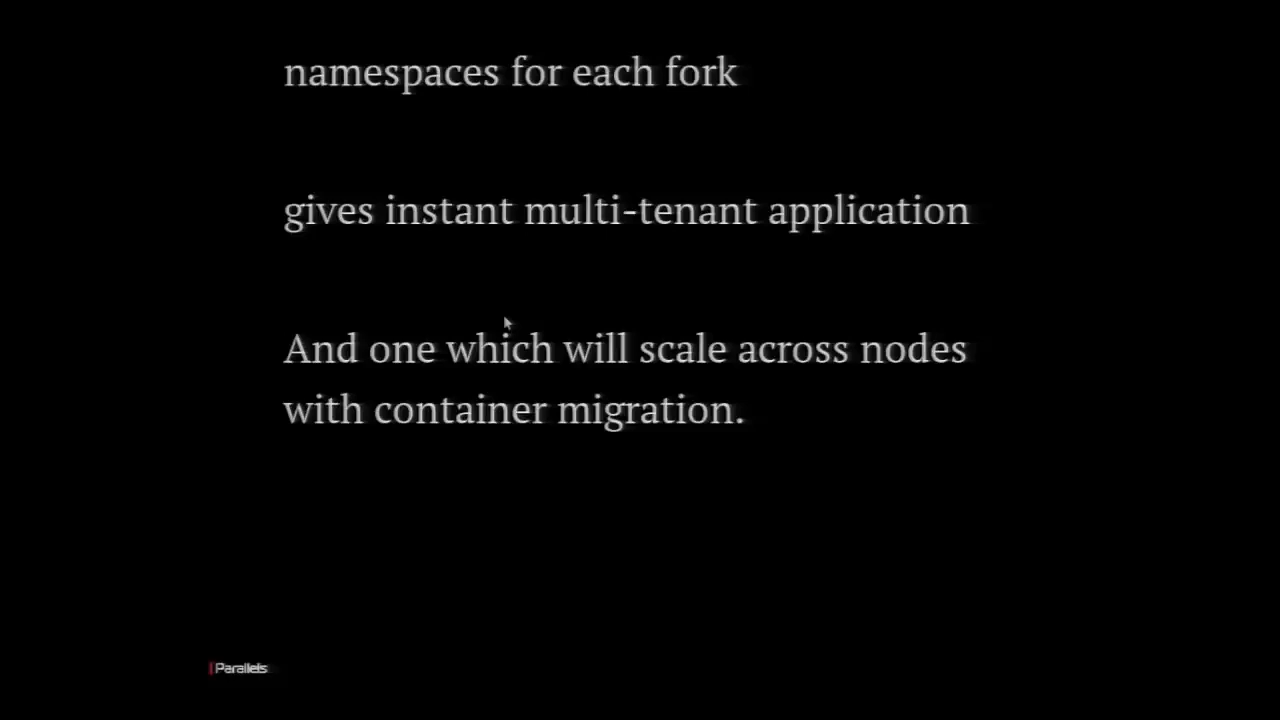 namespaces for each fork
gives instant multi-tenant application
And one which will scale across nodes
with container migration.
Parallels